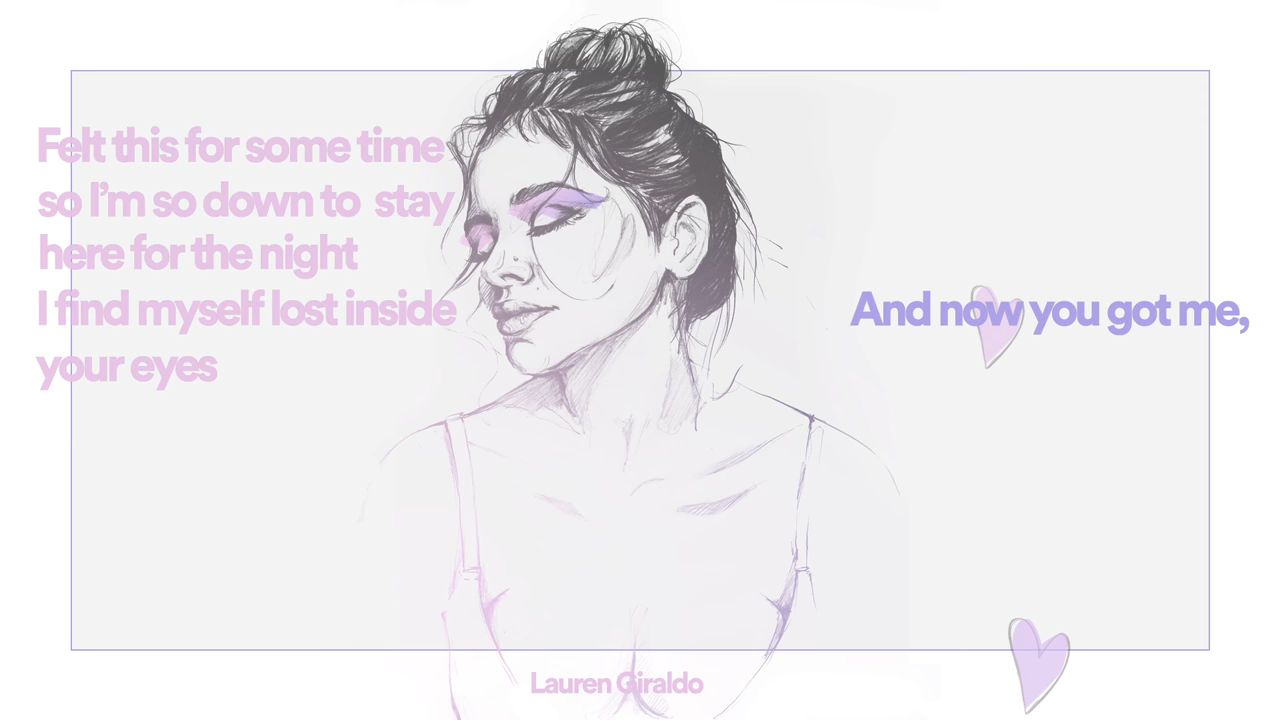 Felt this for some time
so I’m so down to stay
here for the night
I find myself lost inside
your eyes
And now you got me,
Lauren Giraldo